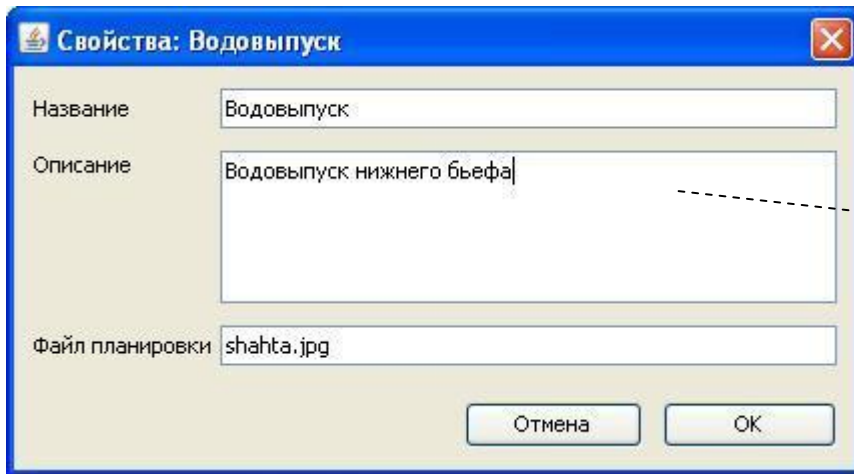 Свойства: Водовыпуск
Название Водовыпуск
Описание Водовыпуск нижнего бьефа
Файл планировки shahta.jpg
Отмена OK